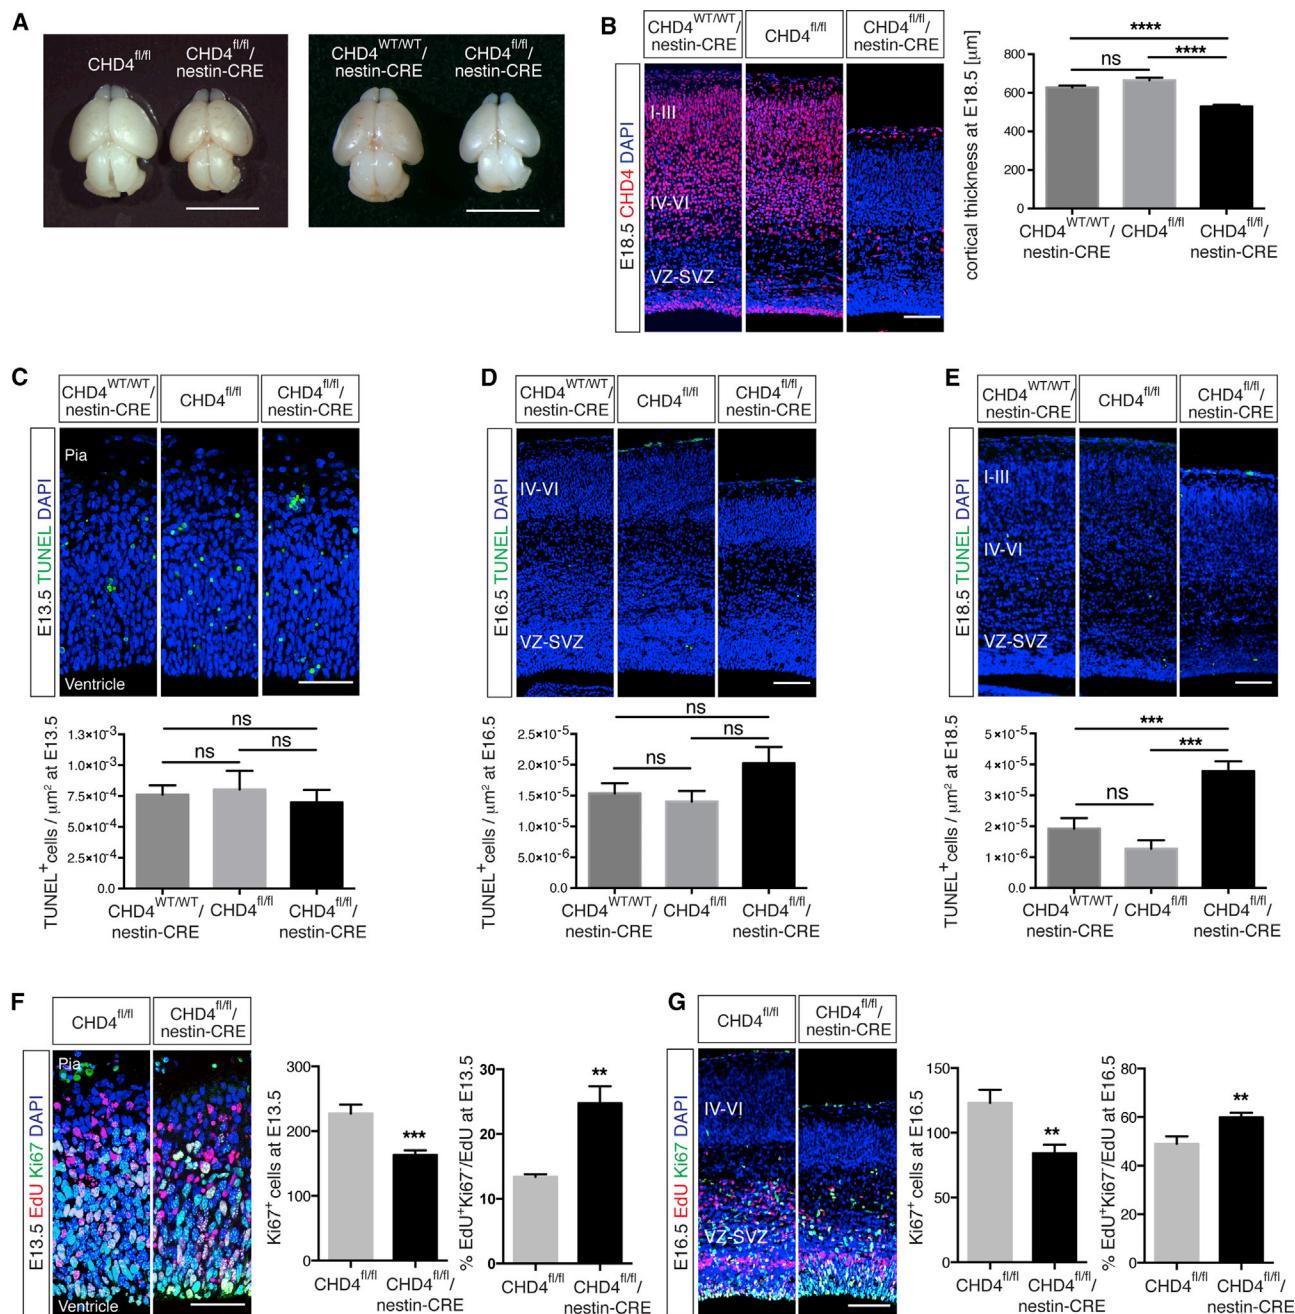 A
CHD4fl/fl
CHD4fl/fl/
nestin-CRE
CHD4WT/WT/
nestin-CRE
CHD4fl/fl/
nestin-CRE
B
CHD4WT/WT/
nestin-CRE
CHD4fl/fl
CHD4fl/fl/
nestin-CRE
E18.5 CHD4 DAPI
I-III
IV-VI
VZ-SVZ
cortical thickness at E18.5 [μm]
800
600
400
200
0
****
****
ns
CHD4WT/WT/
nestin-CRE
CHD4fl/fl
CHD4fl/fl/
nestin-CRE
C
CHD4WT/WT/
nestin-CRE
CHD4fl/fl
CHD4fl/fl/
nestin-CRE
E13.5 TUNEL DAPI
Pia
Ventricle
TUNEL+cells / μm2 at E13.5
1.3×10-3
1.0×10-3
7.5×10-4
5.0×10-4
2.5×10-4
0.0
ns
ns
ns
CHD4WT/WT/
nestin-CRE
CHD4fl/fl
CHD4fl/fl/
nestin-CRE
D
CHD4WT/WT/
nestin-CRE
CHD4fl/fl
CHD4fl/fl/
nestin-CRE
E16.5 TUNEL DAPI
IV-VI
VZ-SVZ
TUNEL+cells / μm2 at E16.5
2.5×10-5
2.0×10-5
1.5×10-5
1.0×10-5
5.0×10-6
0.0
ns
ns
ns
CHD4WT/WT/
nestin-CRE
CHD4fl/fl
CHD4fl/fl/
nestin-CRE
E
CHD4WT/WT/
nestin-CRE
CHD4fl/fl
CHD4fl/fl/
nestin-CRE
E18.5 TUNEL DAPI
I-III
IV-VI
VZ-SVZ
TUNEL+cells / μm2 at E18.5
5×10-5
4×10-5
3×10-5
2×10-5
1×10-6
0.0
***
***
ns
CHD4WT/WT/
nestin-CRE
CHD4fl/fl
CHD4fl/fl/
nestin-CRE
F
CHD4fl/fl
CHD4fl/fl/
nestin-CRE
E13.5 EdU Ki67 DAPI
Pia
Ventricle
Ki67+ cells at E13.5
300
200
100
0
***
CHD4fl/fl
CHD4fl/fl/
nestin-CRE
% EdU+Ki67-/EdU at E13.5
30
20
10
0
**
CHD4fl/fl
CHD4fl/fl/
nestin-CRE
G
CHD4fl/fl
CHD4fl/fl/
nestin-CRE
E16.5 EdU Ki67 DAPI
IV-VI
VZ-SVZ
Ki67+ cells at E16.5
150
100
50
0
**
CHD4fl/fl
CHD4fl/fl/
nestin-CRE
% EdU+Ki67-/EdU at E16.5
80
60
40
20
0
**
CHD4fl/fl
CHD4fl/fl/
nestin-CRE